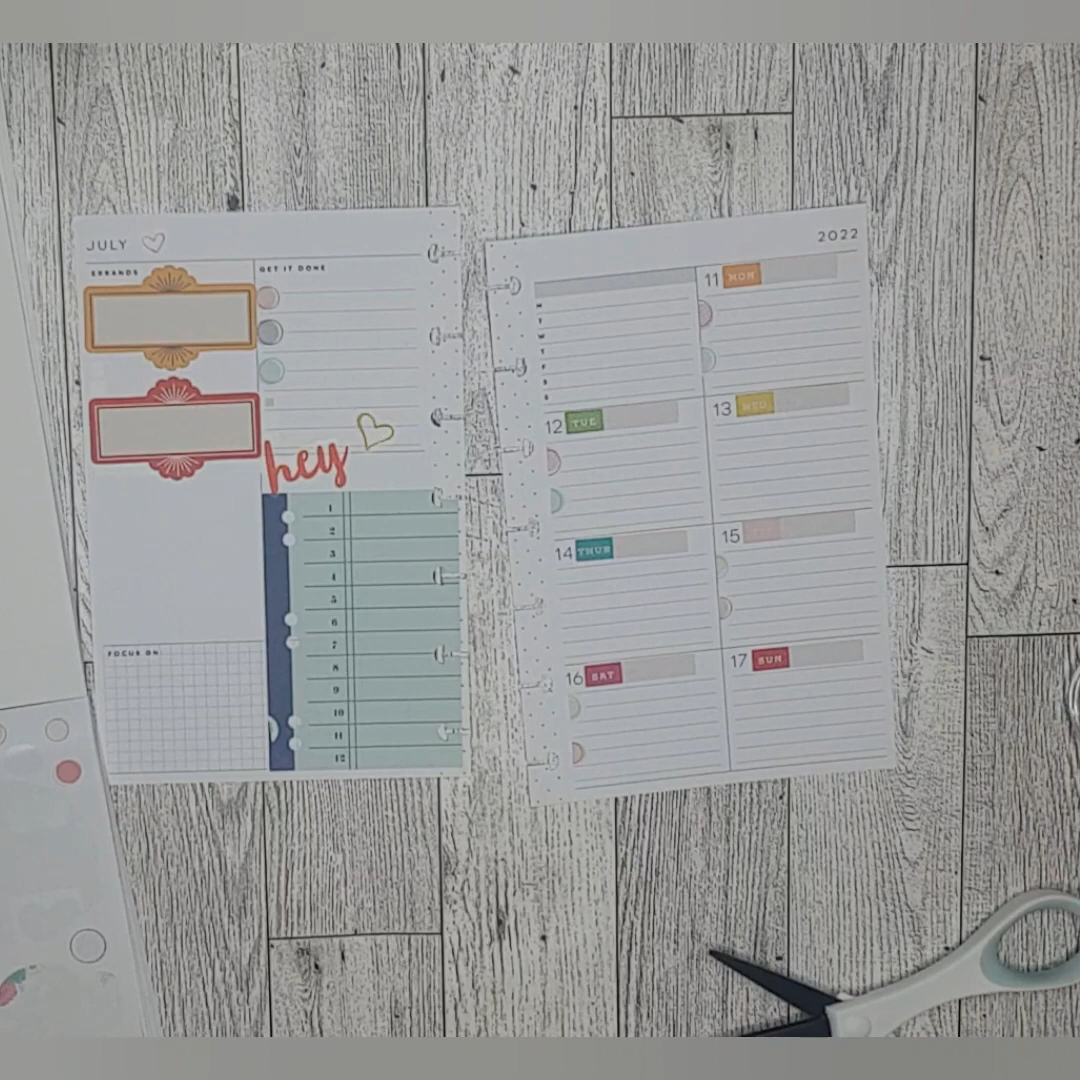 JULY
ERRANDS
GET IT DONE
hey
1
2
3
4
5
6
7
8
9
10
11
12
FOCUS ON
2022
M
T
W
T
F
S
S
11 MON
12 TUE
13 WED
14 THUR
15
16 SAT
17 SUN